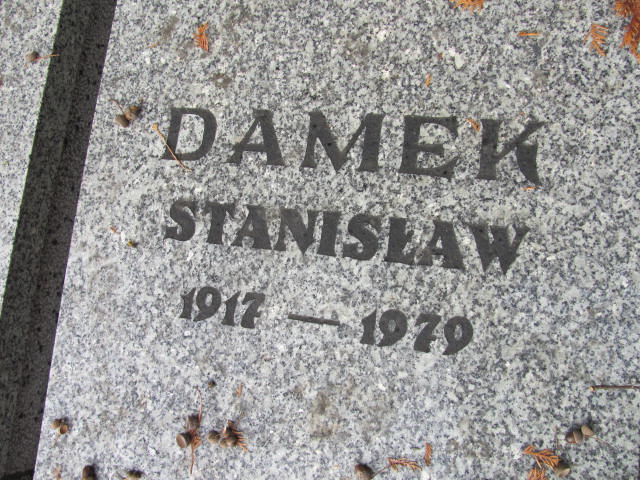 DAMEK
STANISŁAW
1917 — 1979